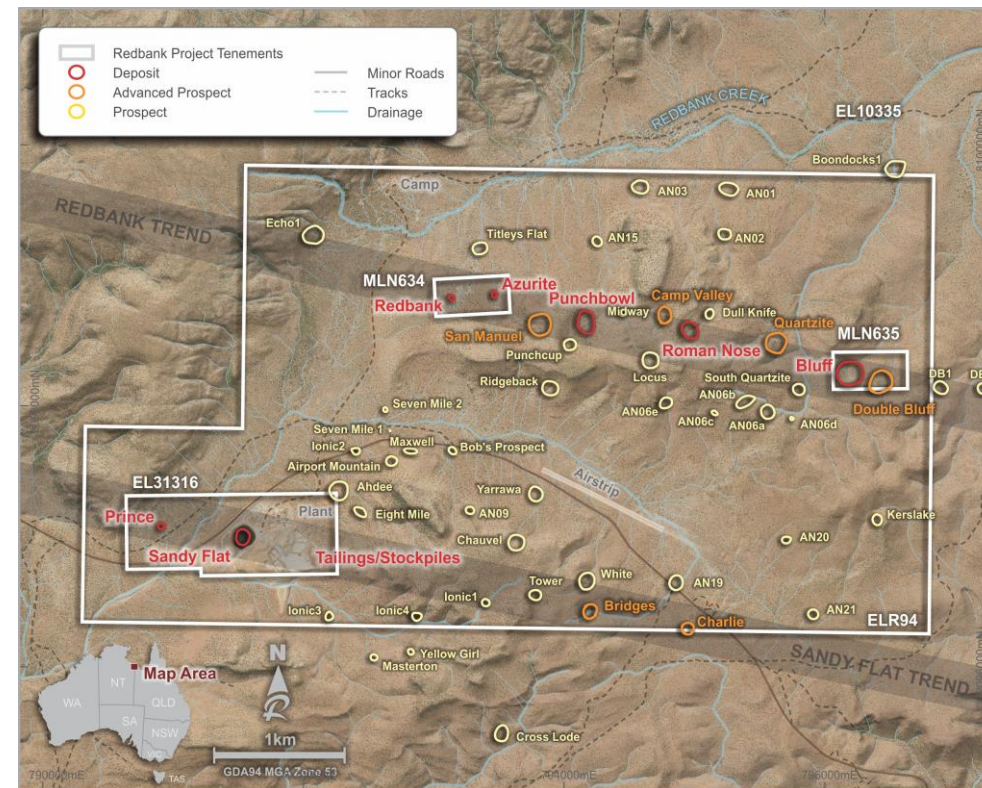 Redbank Project Tenements
Deposit
Advanced Prospect
Prospect
Minor Roads
Tracks
Drainage
REDBANK CREEK
EL10335
Boondocks1
Camp
AN03
AN01
REDBANK TREND
Echo1
Titleys Flat
AN15
AN02
MLN634
Azurite
Redbank
Punchbowl
Camp Valley
Midway
Dull Knife
San Manuel
Quartzite
MLN635
Punchcup
Roman Nose
Locus
Bluff
Ridgeback
South Quartzite
DB1
Double Bluff
AN06b
AN06e
AN06c
AN06a
AN06d
Seven Mile 2
Seven Mile 1
Ionic2
Maxwell
Bob's Prospect
Airport Mountain
Airstrip
EL31316
Ahdee
Yarrawa
Prince
Plant
Eight Mile
AN09
Kerslake
Sandy Flat
Tailings/Stockpiles
Chauvel
AN20
Tower
White
AN19
Ionic3
Ionic4
Ionic1
Bridges
Charlie
AN21
ELR94
Yellow Girl
Masterton
SANDY FLAT TREND
Map Area
N
WA
NT
QLD
SA
NSW
VIC
TAS
1km
GDA94 MGA Zone 53
Cross Lode
790000mE
794000mE
796000mE